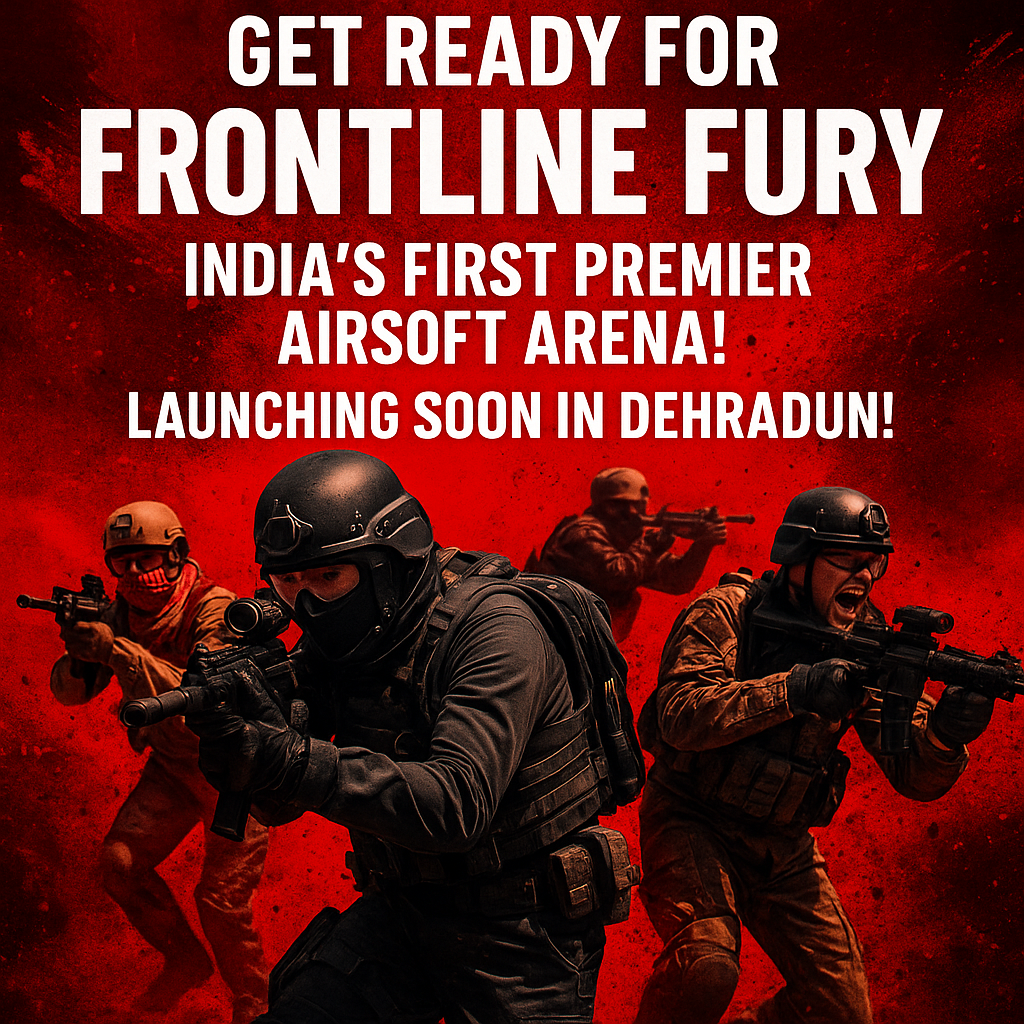 GET READY FOR
FRONTLINE FURY
INDIA'S FIRST PREMIER
AIRSOFT ARENA!
LAUNCHING SOON IN DEHRADUN!